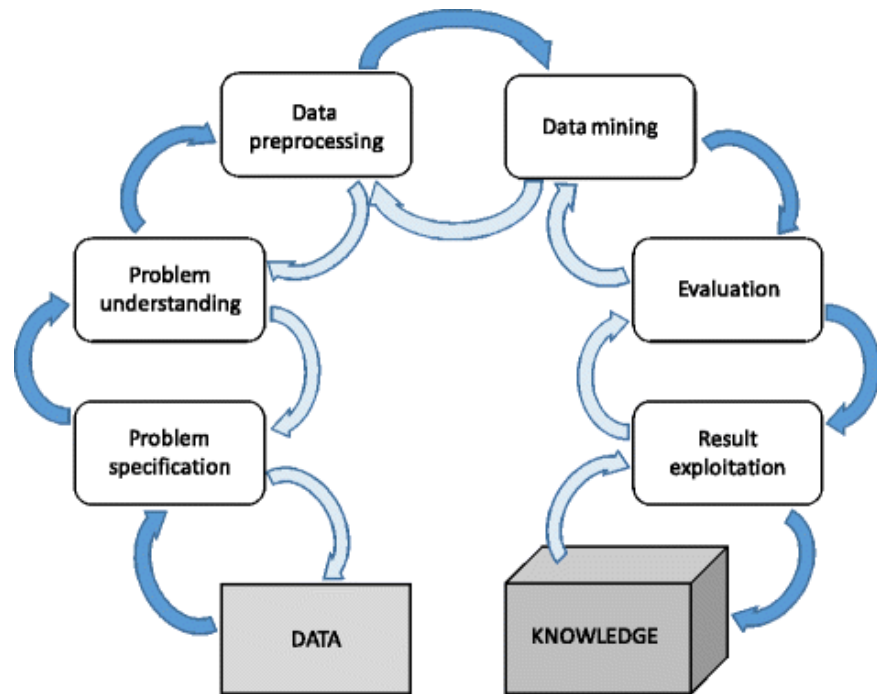 Data
preprocessing
Data mining
Problem
understanding
Evaluation
Problem
specification
Result
exploitation
DATA
KNOWLEDGE